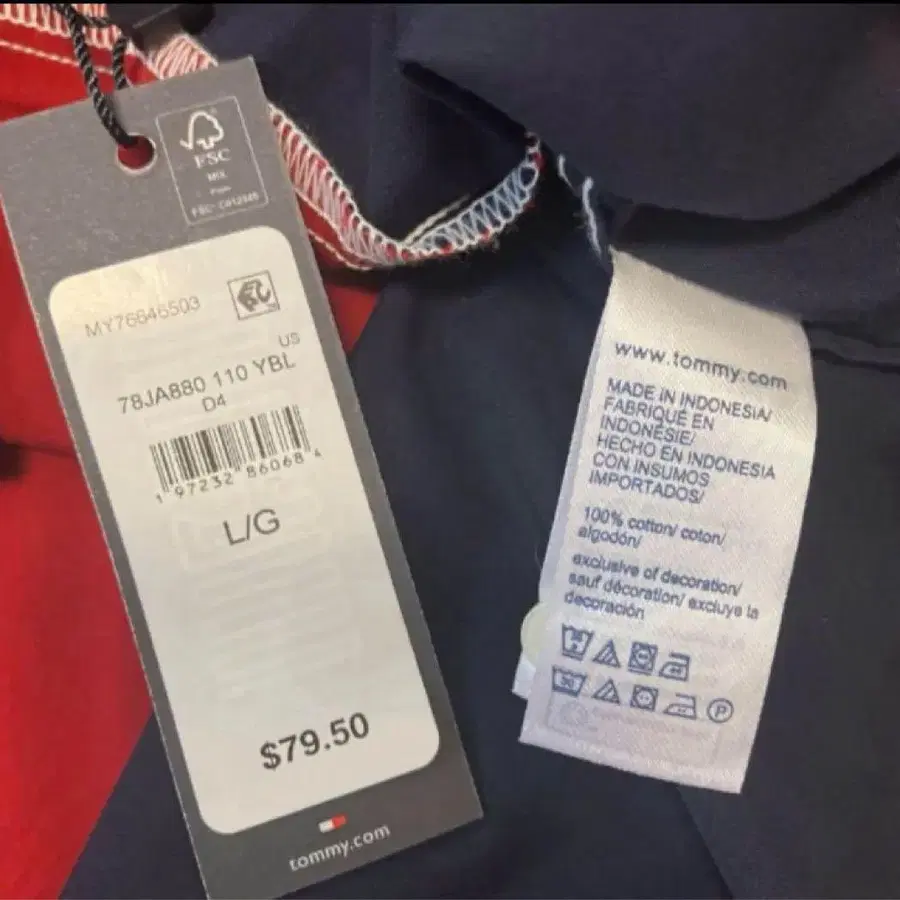 FSC
MIX
MY76646503
US
78JA880 110 YBL
D4
1 97232 86068 4
L/G
$79.50
tommy.com
www.tommy.com
MADE IN INDONESIA/
FABRIQUÉ EN
INDONÉSIE/
HECHO EN INDONESIA
CON INSUMOS
IMPORTADOS/
100% cotton/ coton/
algodón/
exclusive of decoration/
sauf décoration/ excluye la
decoración
P